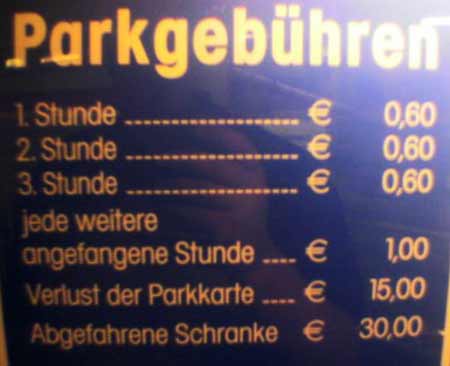 Parkgebühren
1. Stunde ..................... € 0,60
2. Stunde ..................... € 0,60
3. Stunde ..................... € 0,60
jede weitere
angefangene Stunde .... € 1,00
Verlust der Parkkarte .... € 15,00
Abgefahrene Schranke € 30,00